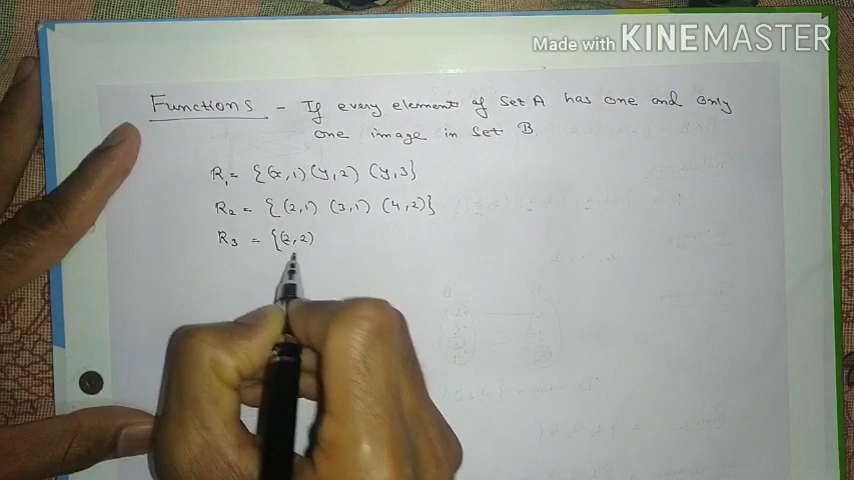 Made with KINEMASTER
Functions - If every element of Set A has one and only
one image in Set B.
R₁ = {(x,1) (y,2) (y,3}
R₂ = {(2,1) (3,1) (4,2)}
R₃ = {(2,2)